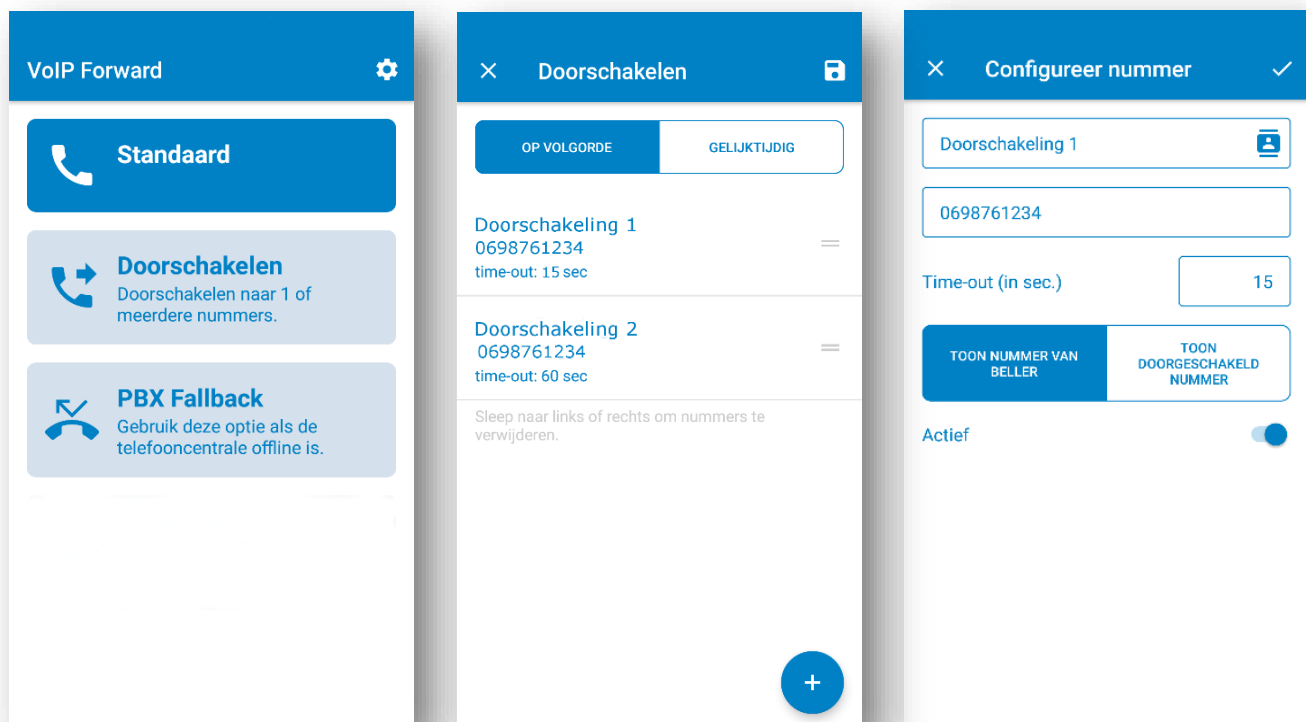 VoIP Forward
Standaard
Doorschakelen
Doorschakelen naar 1 of
meerdere nummers.
PBX Fallback
Gebruik deze optie als de
telefooncentrale offline is.
Doorschakelen
OP VOLGORDE
GELIJKTIJDIG
Doorschakeling 1
0698761234
time-out: 15 sec
Doorschakeling 2
0698761234
time-out: 60 sec
Sleep naar links of rechts om nummers te
verwijderen.
Configureer nummer
Doorschakeling 1
0698761234
Time-out (in sec.)
15
TOON NUMMER VAN
BELLER
TOON
DOORGESCHAKELD
NUMMER
Actief